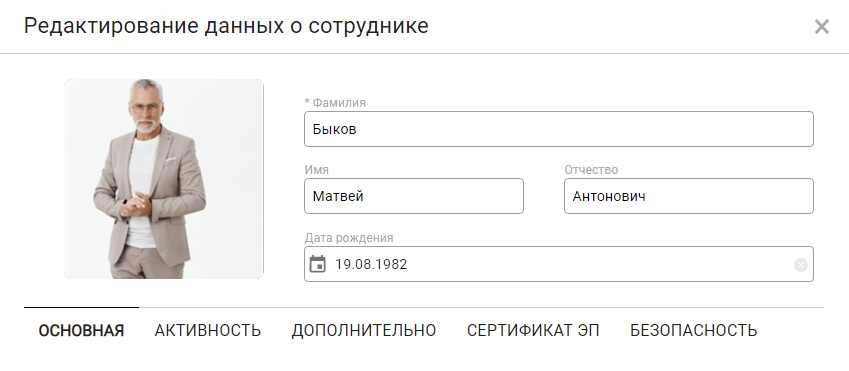 Редактирование данных о сотруднике
* Фамилия
Быков
Имя
Отчество
Матвей
Антонович
Дата рождения
19.08.1982
ОСНОВНАЯ АКТИВНОСТЬ ДОПОЛНИТЕЛЬНО СЕРТИФИКАТ ЭП БЕЗОПАСНОСТЬ